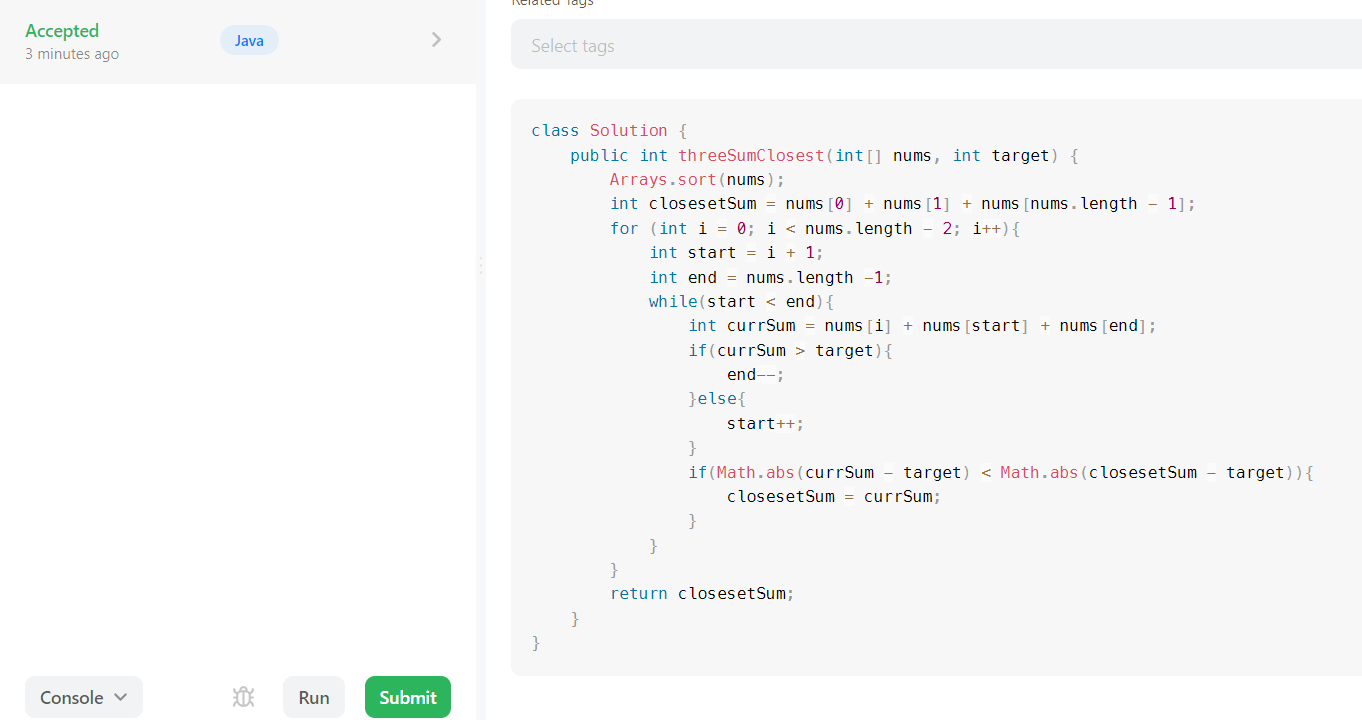 Accepted
3 minutes ago
Java
Related Tags
Select tags
class Solution {
    public int threeSumClosest(int[] nums, int target) {
        Arrays.sort(nums);
        int closesetSum = nums[0] + nums[1] + nums[nums.length - 1];
        for (int i = 0; i < nums.length - 2; i++){
            int start = i + 1;
            int end = nums.length -1;
            while(start < end){
                int currSum = nums[i] + nums[start] + nums[end];
                if(currSum > target){
                    end--;
                }else{
                    start++;
                }
                if(Math.abs(currSum - target) < Math.abs(closesetSum - target)){
                    closesetSum = currSum;
                }
            }
        }
        return closesetSum;
    }
}
Console
Run
Submit